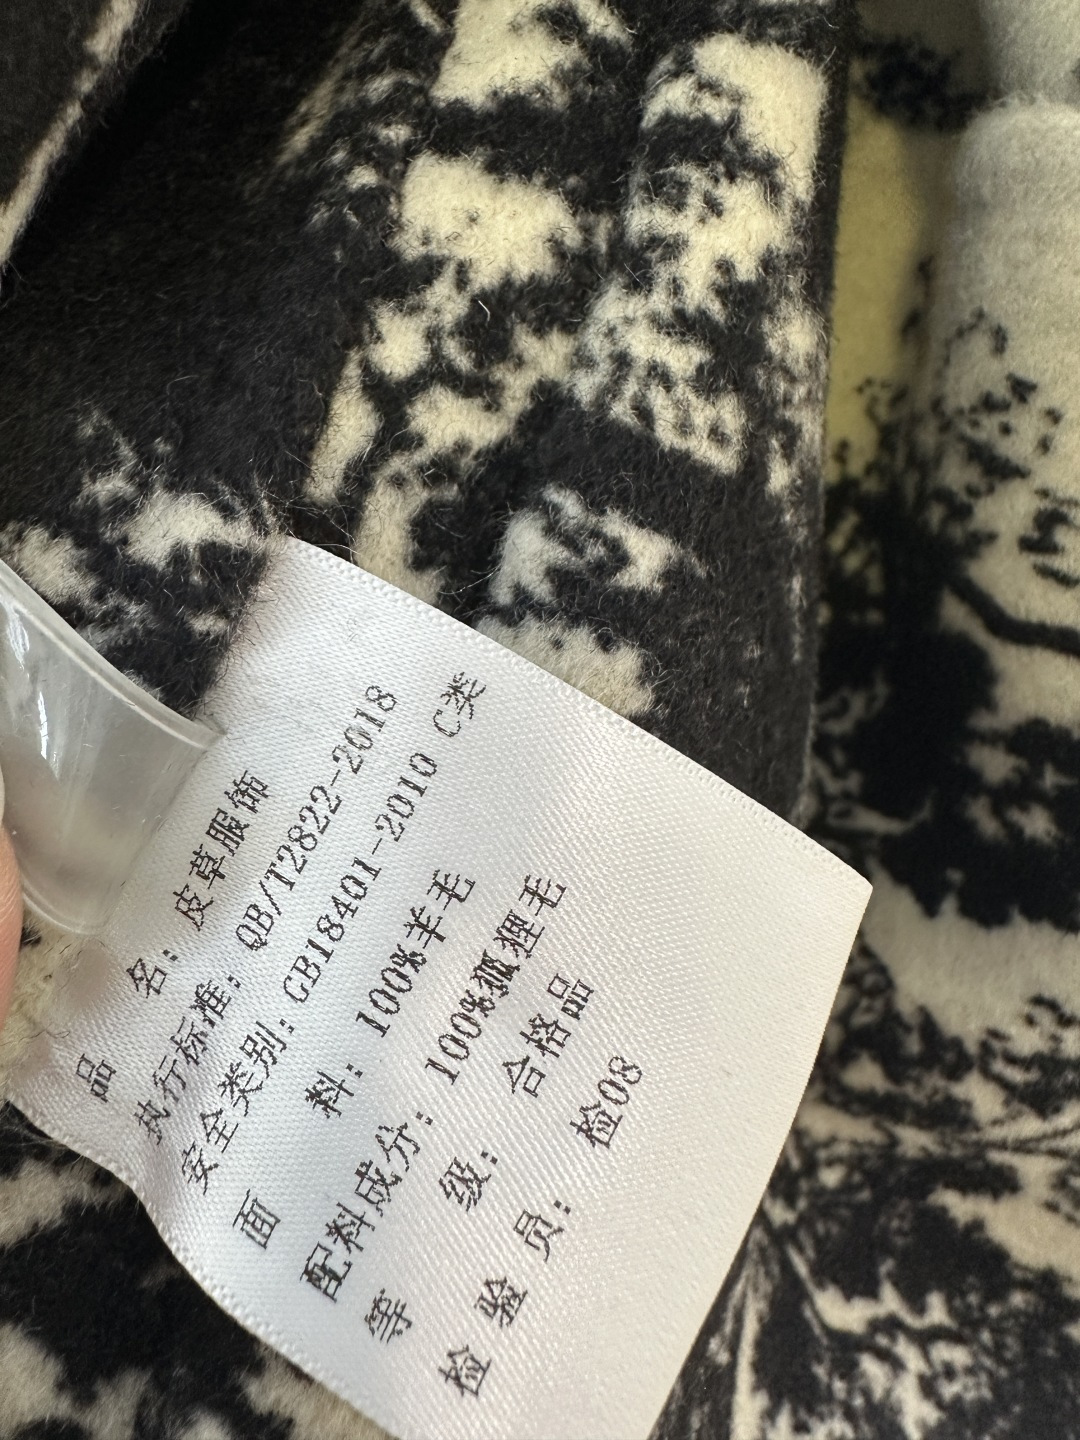 品 名：皮草服饰
执行标准：QB/T2822-2018
安全类别：GB18401-2010 C类
面 料：100%羊毛
配料成分：100%狐狸毛
等 级：合格品
检 验 员：检08